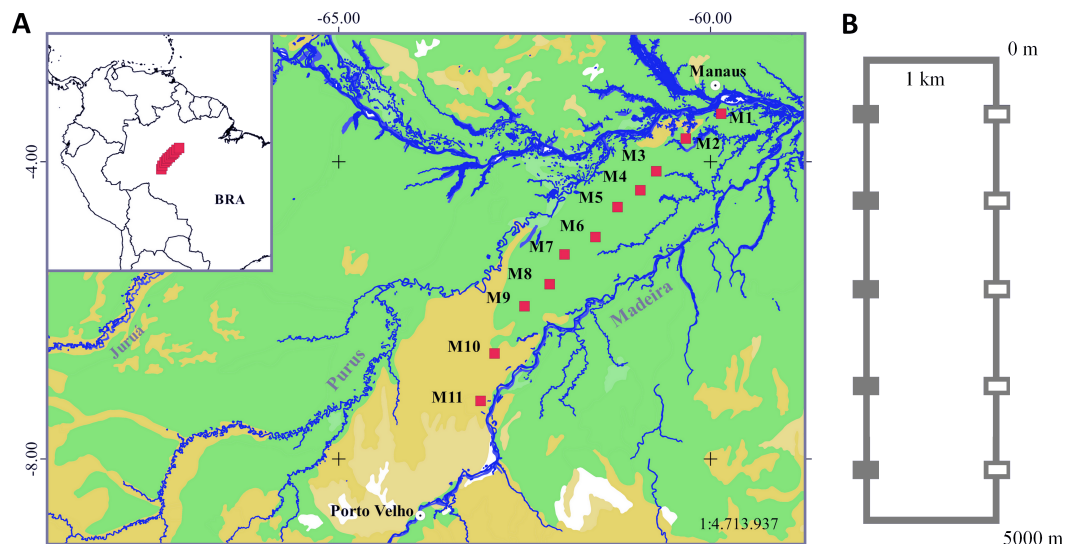 A
-65.00
-60.00
B
0 m
1 km
Manaus
M1
M2
M3
-4.00
M4
M5
BRA
M6
M7
M8
M9
Madeira
Juruá
Purus
M10
M11
-8.00
Porto Velho
1:4.713.937
5000 m